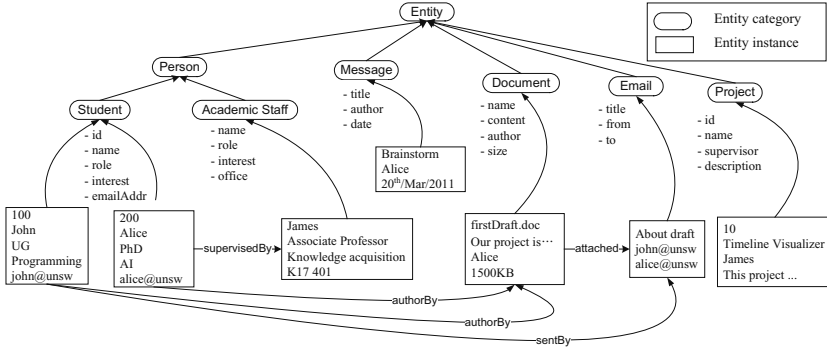 Entity
Entity category
Entity instance
Person
Message
- title
- author
- date
Document
- name
- content
- author
- size
Email
- title
- from
- to
Project
- id
- name
- supervisor
- description
Student
- id
- name
- role
- interest
- emailAddr
Academic Staff
- name
- role
- interest
- office
Brainstorm
Alice
20th/Mar/2011
100
John
UG
Programming
john@unsw
200
Alice
PhD
AI
alice@unsw
supervisedBy
James
Associate Professor
Knowledge acquisition
K17 401
firstDraft.doc
Our project is…
Alice
1500KB
attached
About draft
john@unsw
alice@unsw
10
Timeline Visualizer
James
This project ...
authorBy
authorBy
sentBy